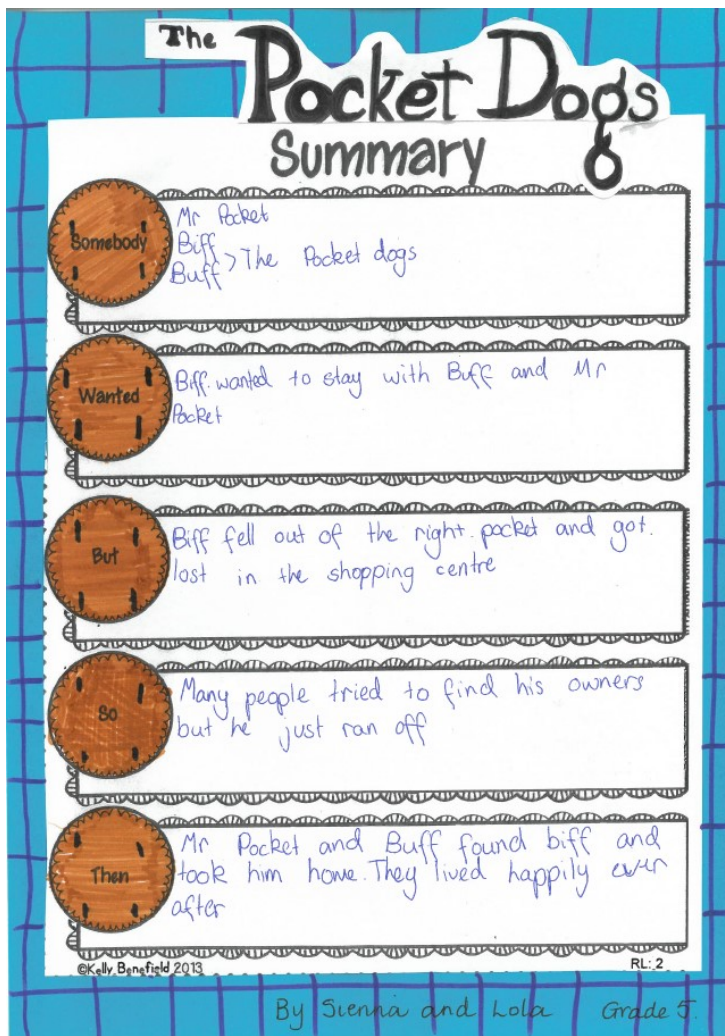 The
Pocket Dogs
Summary
Somebody
Mr Pocket
Biff
Buff > The Pocket dogs
Wanted
Biff. wanted to stay with Buff and Mr
Pocket
But
Biff fell out of the right pocket and got.
lost in the shopping centre
So
Many people tried to find his owners
but he just ran off
Then
Mr Pocket and Buff found biff and
took him home. They lived happily ever
after
©Kelly Benefield 2013
RL: 2
By Sienna and Lola Grade 5.